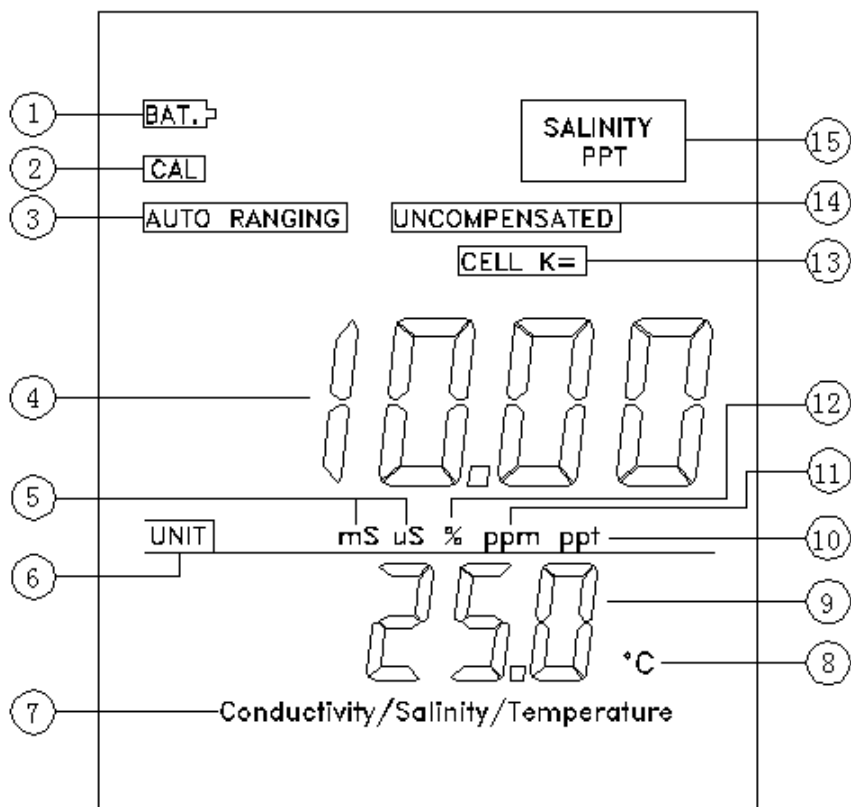 1 BAT.
SALINITY
PPT 15
2 CAL
3 AUTO RANGING UNCOMPENSATED 14
CELL K= 13
4 10.00 12
5 11
UNIT mS uS % ppm ppt 10
6 25.0 9
°C 8
7 Conductivity/Salinity/Temperature